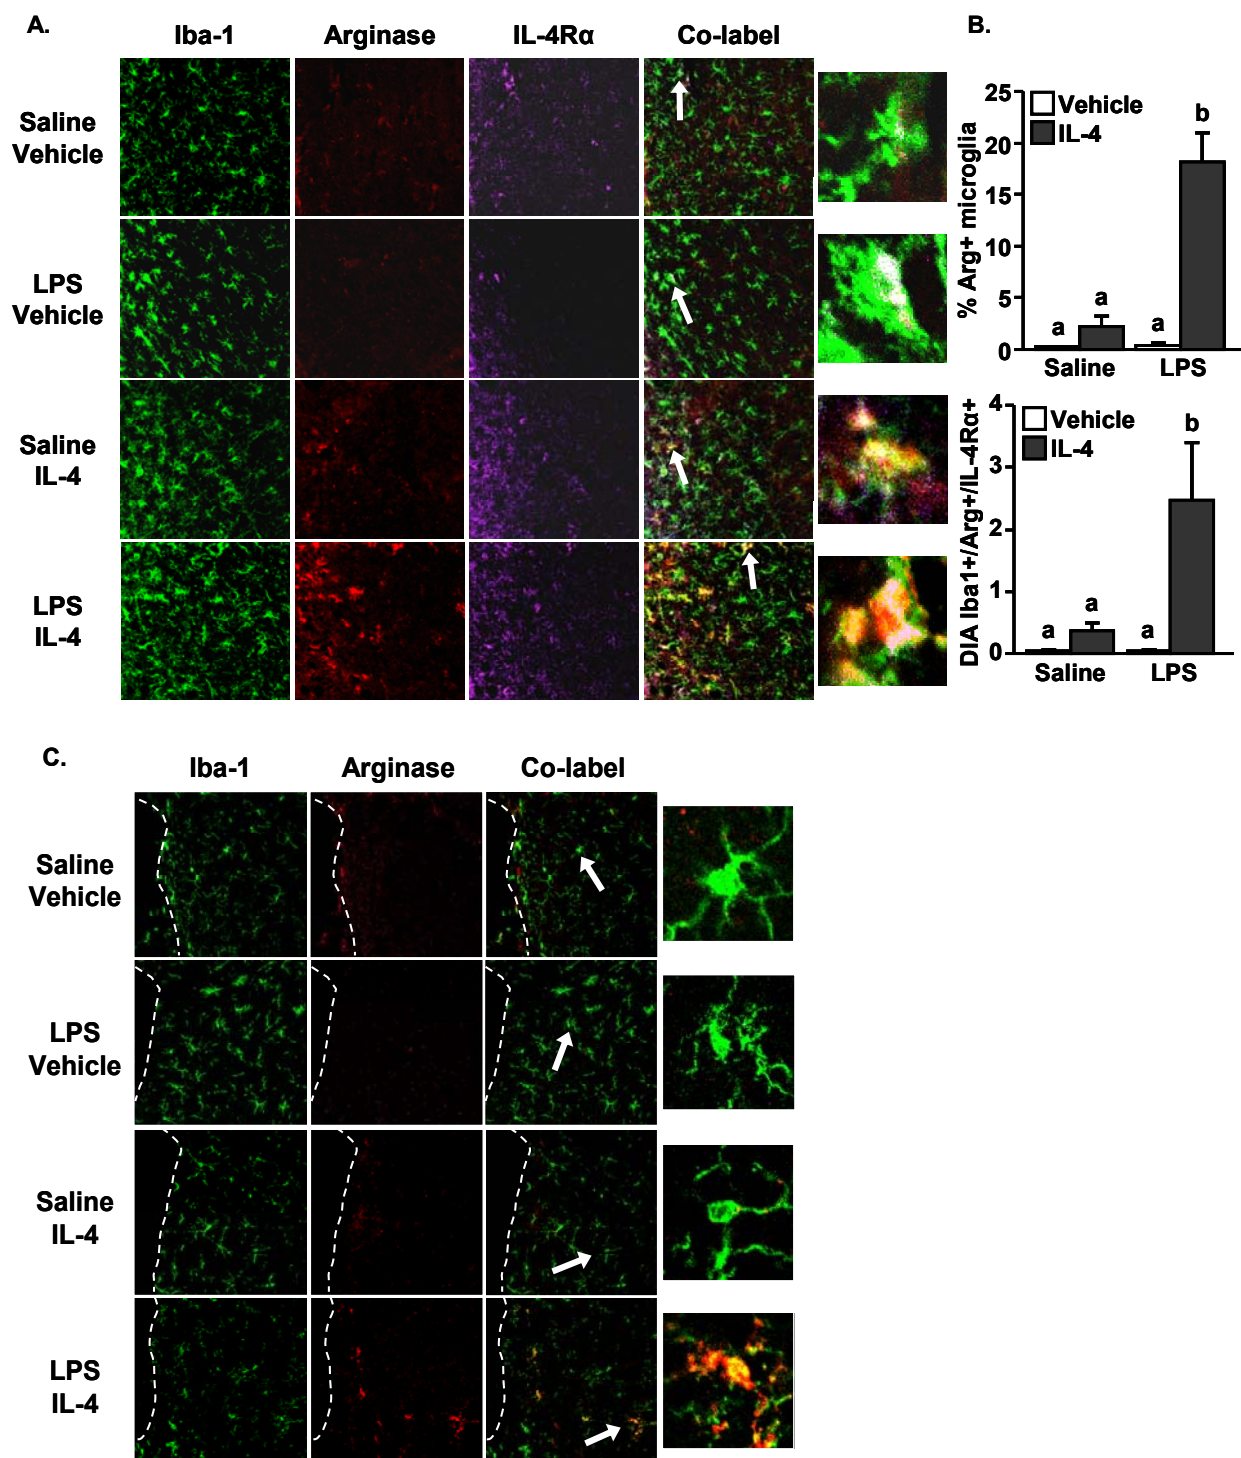 A.
Iba-1 Arginase IL-4Rα Co-label
Saline
Vehicle
LPS
Vehicle
Saline
IL-4
LPS
IL-4
B.
% Arg+ microglia
25
20
15
10
5
0
Vehicle
IL-4
a a a b
Saline LPS
DIA Iba1+/Arg+/IL-4Rα+
4
3
2
1
0
Vehicle
IL-4
a a a b
Saline LPS
C.
Iba-1 Arginase Co-label
Saline
Vehicle
LPS
Vehicle
Saline
IL-4
LPS
IL-4